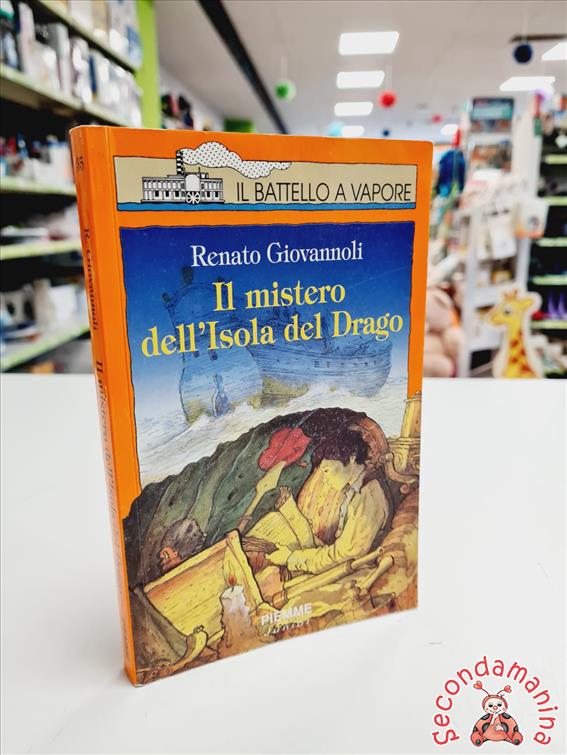 IL BATTELLO A VAPORE
Renato Giovannoli
Il mistero
dell'Isola del Drago
PIEMME
Junior
R. Giovannoli
Il mistero dell'Isola del Drago
Secondamanina